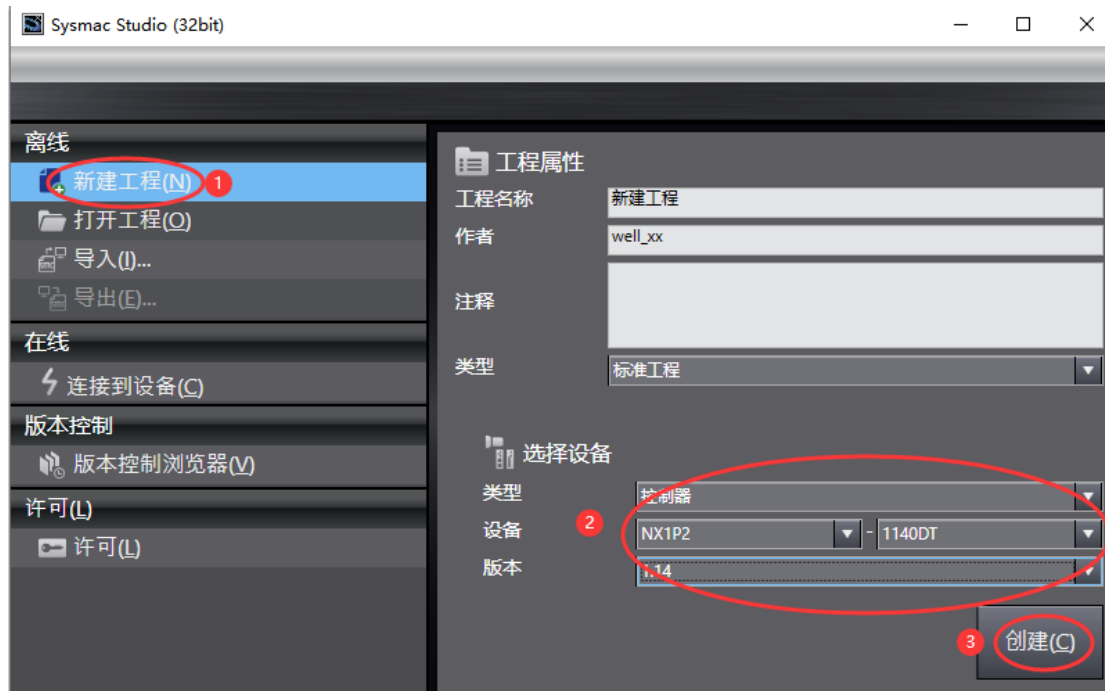 Sysmac Studio (32bit)
离线
新建工程(N) 1
打开工程(O)
导入(I)...
导出(E)...
在线
连接到设备(C)
版本控制
版本控制浏览器(V)
许可(L)
许可(L)
工程属性
工程名称 新建工程
作者 well_xx
注释
类型 标准工程
选择设备
类型 控制器
设备 2 NX1P2 - 1140DT
版本 1.14
3 创建(C)